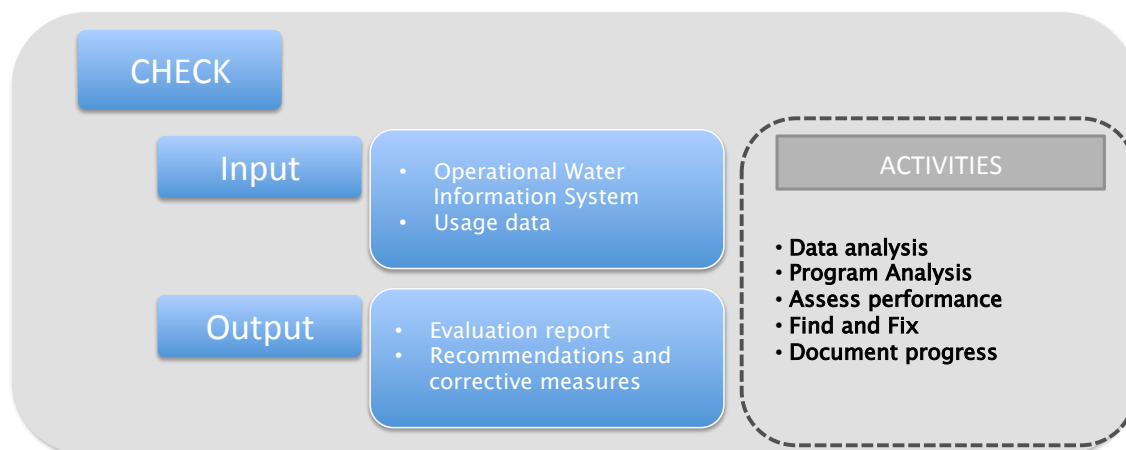 CHECK
Input
• Operational Water
Information System
• Usage data
Output
• Evaluation report
• Recommendations and
corrective measures
ACTIVITIES
• Data analysis
• Program Analysis
• Assess performance
• Find and Fix
• Document progress